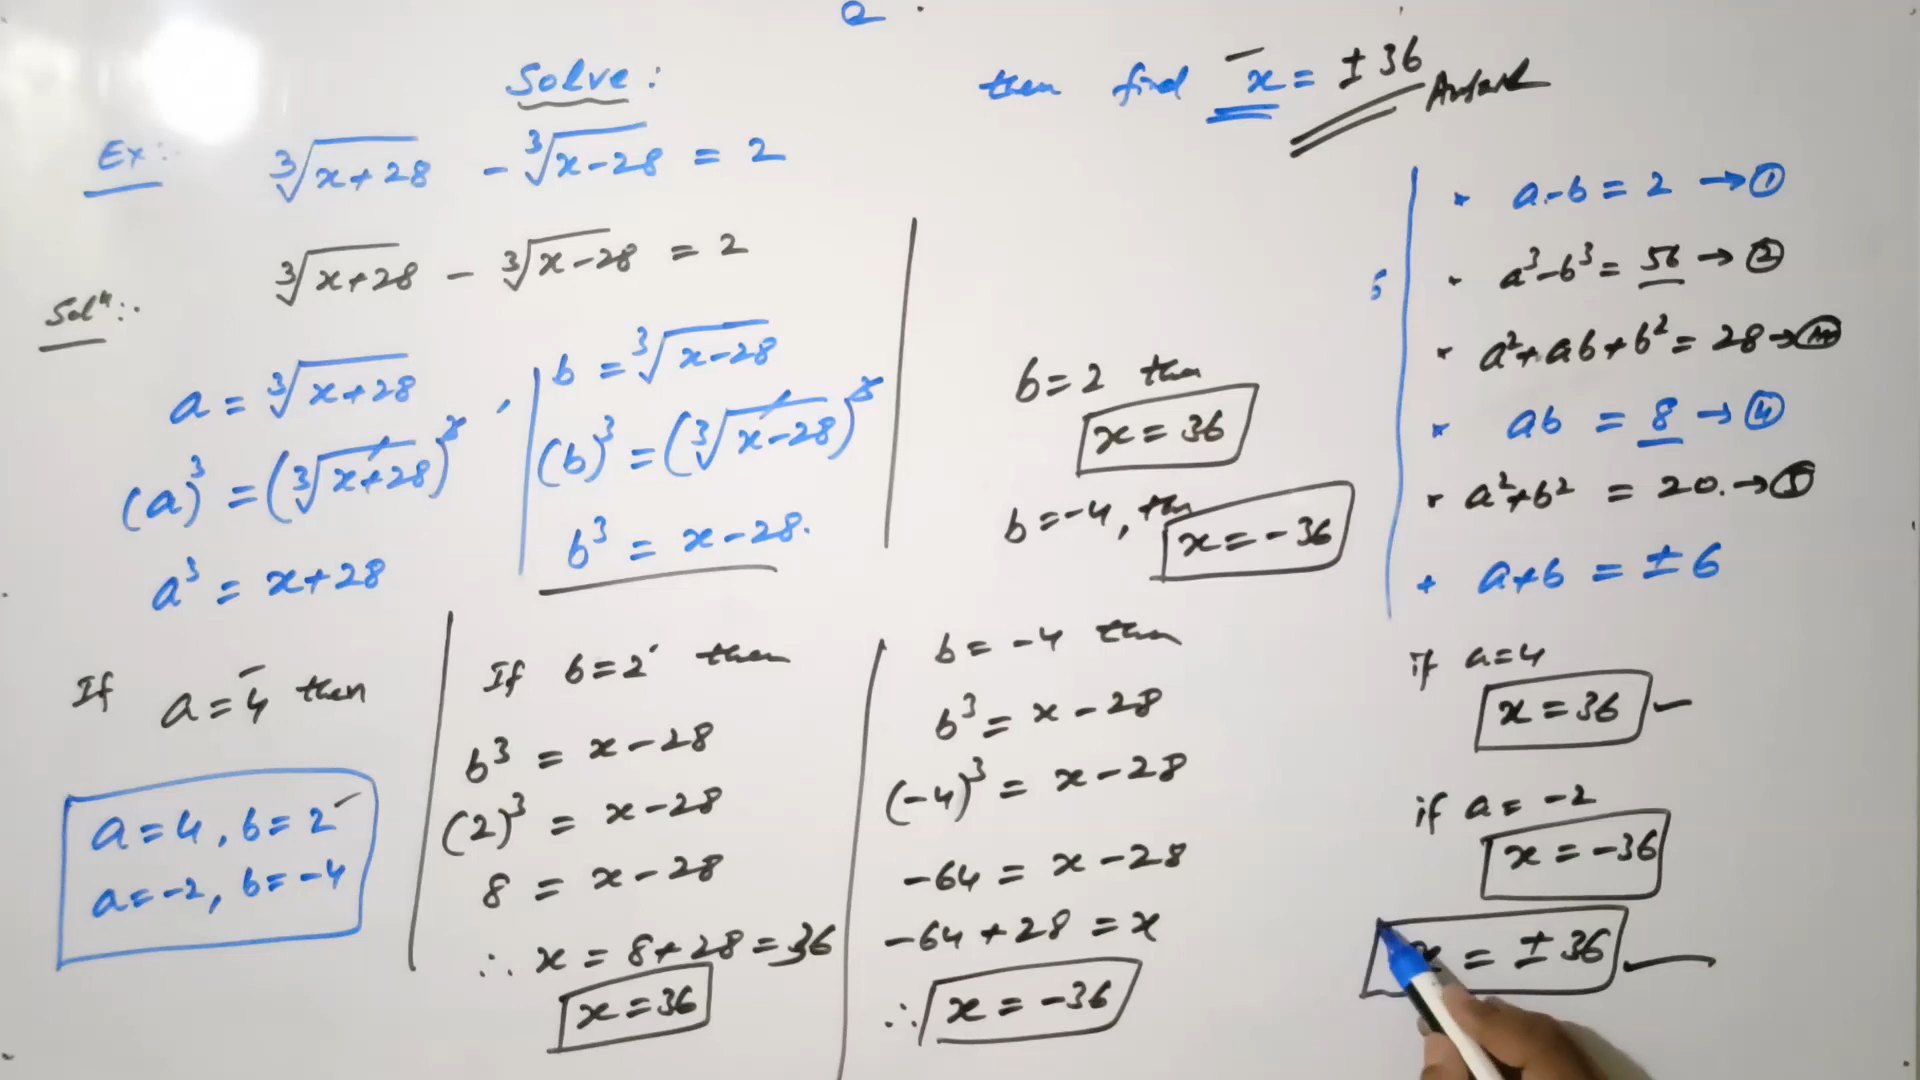 Solve:
then find x = ± 36
Ex:- ∛(x+28) - ∛(x-28) = 2
Solⁿ:- ∛(x+28) - ∛(x-28) = 2
a = ∛(x+28) ,
(a)³ = (∛(x+28))³
a³ = x+28
b = ∛(x-28)
(b)³ = (∛(x-28))³
b³ = x-28.
b=2 then
x = 36
b=-4, then
x = -36
* a-b = 2 → ①
* a³-b³ = 56 → ②
* a²+ab+b² = 28 →
* ab = 8 → ④
* a²+b² = 20. → ⑤
* a+b = ± 6
If a = 4 then
a = 4, b = 2
a = -2, b = -4
If b=2 then
b³ = x-28
(2)³ = x-28
8 = x-28
∴ x = 8+28 = 36
x = 36
b = -4 then
b³ = x-28
(-4)³ = x-28
-64 = x-28
-64+28 = x
∴ x = -36
if a=4
x = 36
if a = -2
x = -36
x = ± 36